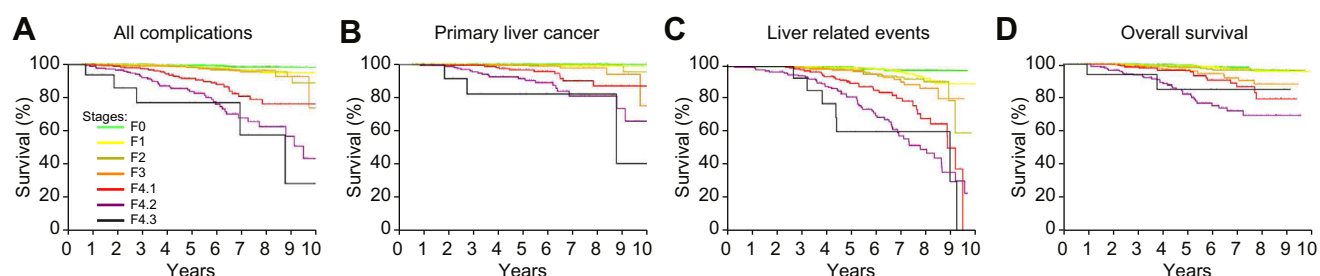 A All complications
Survival (%)
100
80
60
40
20
0
Stages:
F0
F1
F2
F3
F4.1
F4.2
F4.3
0 1 2 3 4 5 6 7 8 9 10
Years
B Primary liver cancer
Survival (%)
100
80
60
40
20
0
0 1 2 3 4 5 6 7 8 9 10
Years
C Liver related events
Survival (%)
100
80
60
40
20
0
0 1 2 3 4 5 6 7 8 9 10
Years
D Overall survival
Survival (%)
100
80
60
40
20
0
0 1 2 3 4 5 6 7 8 9 10
Years